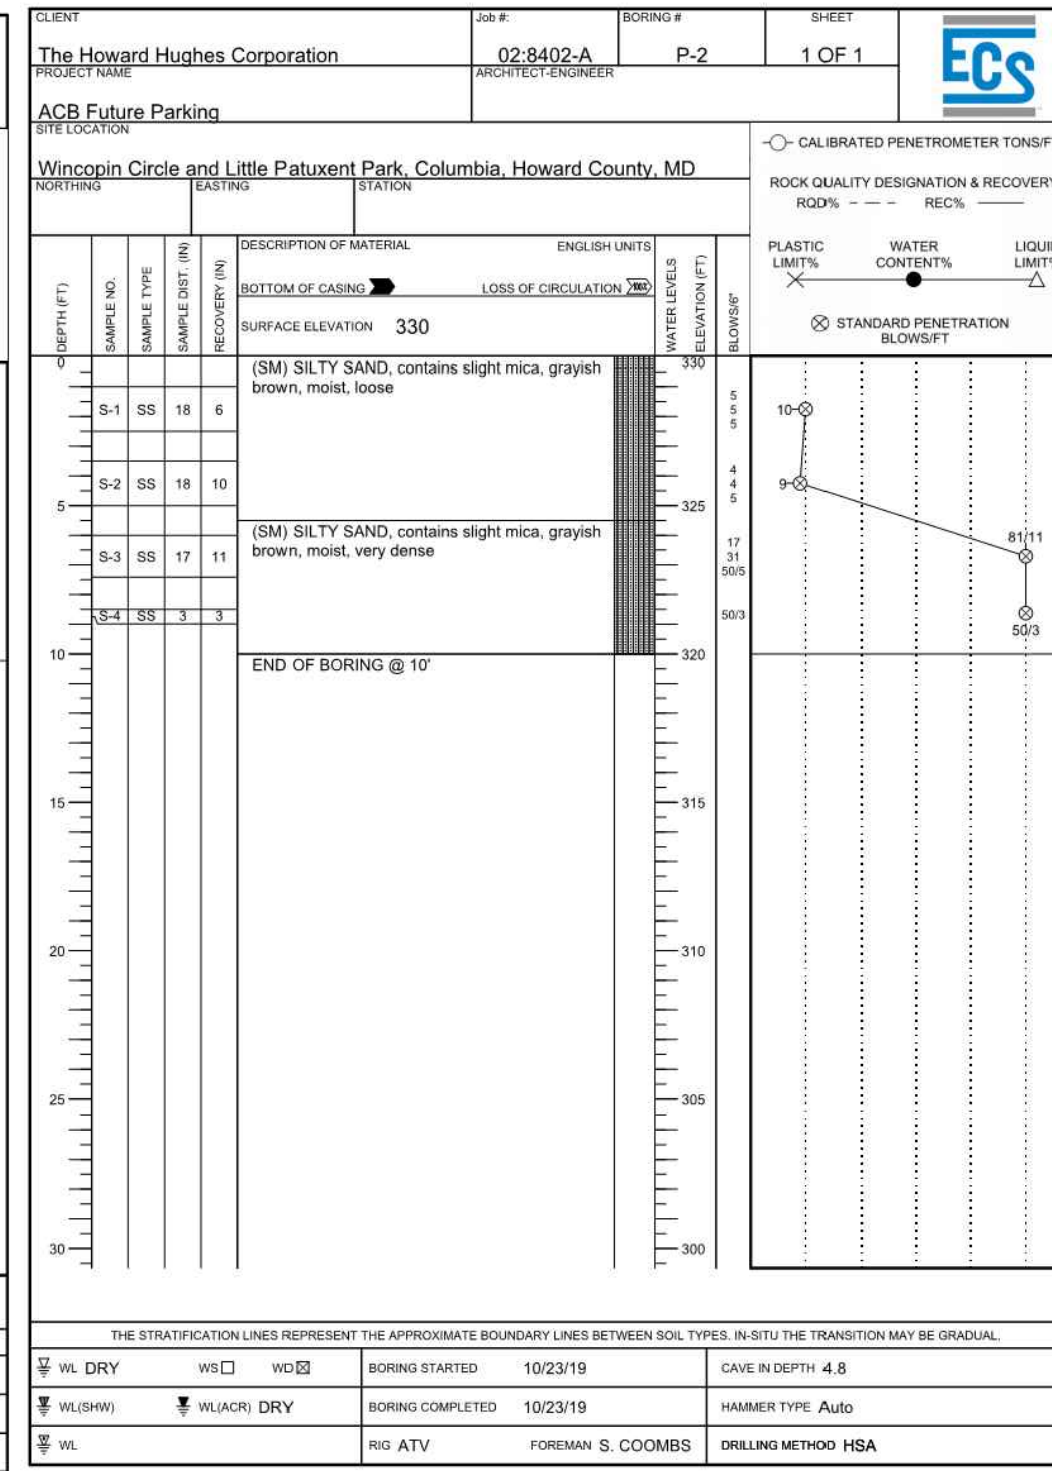 CLIENT
Job #:
BORING #
SHEET
ECS
The Howard Hughes Corporation
02:8402-A
P-2
1 OF 1
PROJECT NAME
ARCHITECT-ENGINEER
ACB Future Parking
SITE LOCATION
Wincopin Circle and Little Patuxent Park, Columbia, Howard County, MD
NORTHING
EASTING
STATION
CALIBRATED PENETROMETER TONS/F
ROCK QUALITY DESIGNATION & RECOVERY
RQD% REC%
PLASTIC LIMIT%
WATER CONTENT%
LIQUI LIMIT%
STANDARD PENETRATION
BLOWS/FT
DEPTH (FT)
SAMPLE NO.
SAMPLE TYPE
SAMPLE DIST. (IN)
RECOVERY (IN)
DESCRIPTION OF MATERIAL
ENGLISH UNITS
BOTTOM OF CASING
LOSS OF CIRCULATION
SURFACE ELEVATION 330
WATER LEVELS
ELEVATION (FT)
BLOWS/6"
0
(SM) SILTY SAND, contains slight mica, grayish
brown, moist, loose
330
S-1 SS 18 6
5
5
5
10
S-2 SS 18 10
4
4
5
9
5
325
(SM) SILTY SAND, contains slight mica, grayish
brown, moist, very dense
S-3 SS 17 11
17
31
50/5
81/11
S-4 SS 3 3
50/3
50/3
10
END OF BORING @ 10'
320
15
315
20
310
25
305
30
300
THE STRATIFICATION LINES REPRESENT THE APPROXIMATE BOUNDARY LINES BETWEEN SOIL TYPES. IN-SITU THE TRANSITION MAY BE GRADUAL.
WL DRY WS WD
BORING STARTED 10/23/19
CAVE IN DEPTH 4.8
WL(SHW) WL(ACR) DRY
BORING COMPLETED 10/23/19
HAMMER TYPE Auto
WL
RIG ATV FOREMAN S. COOMBS
DRILLING METHOD HSA